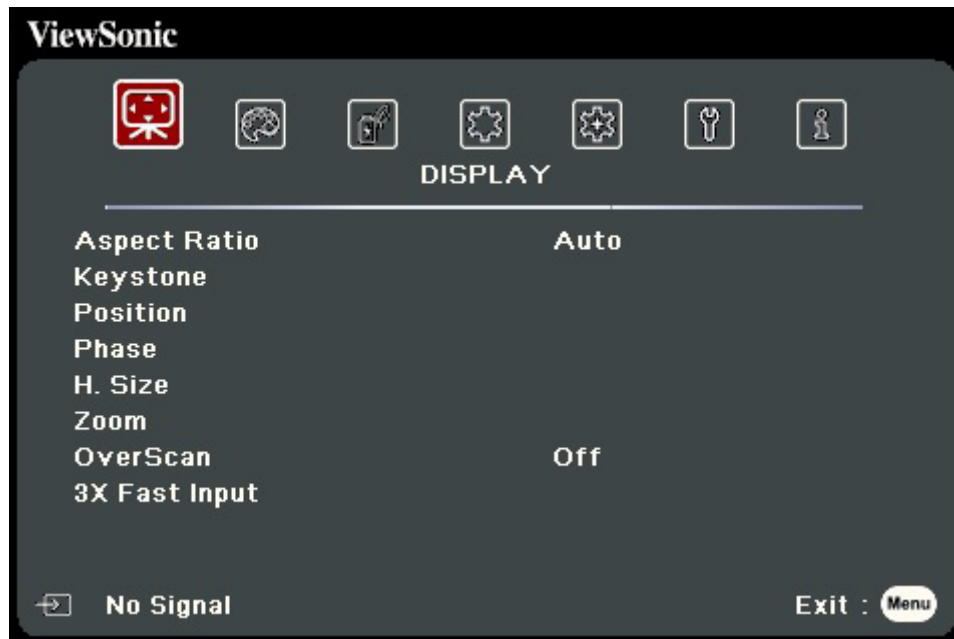 ViewSonic
DISPLAY
Aspect Ratio Auto
Keystone
Position
Phase
H. Size
Zoom
OverScan Off
3X Fast Input
No Signal Exit : Menu